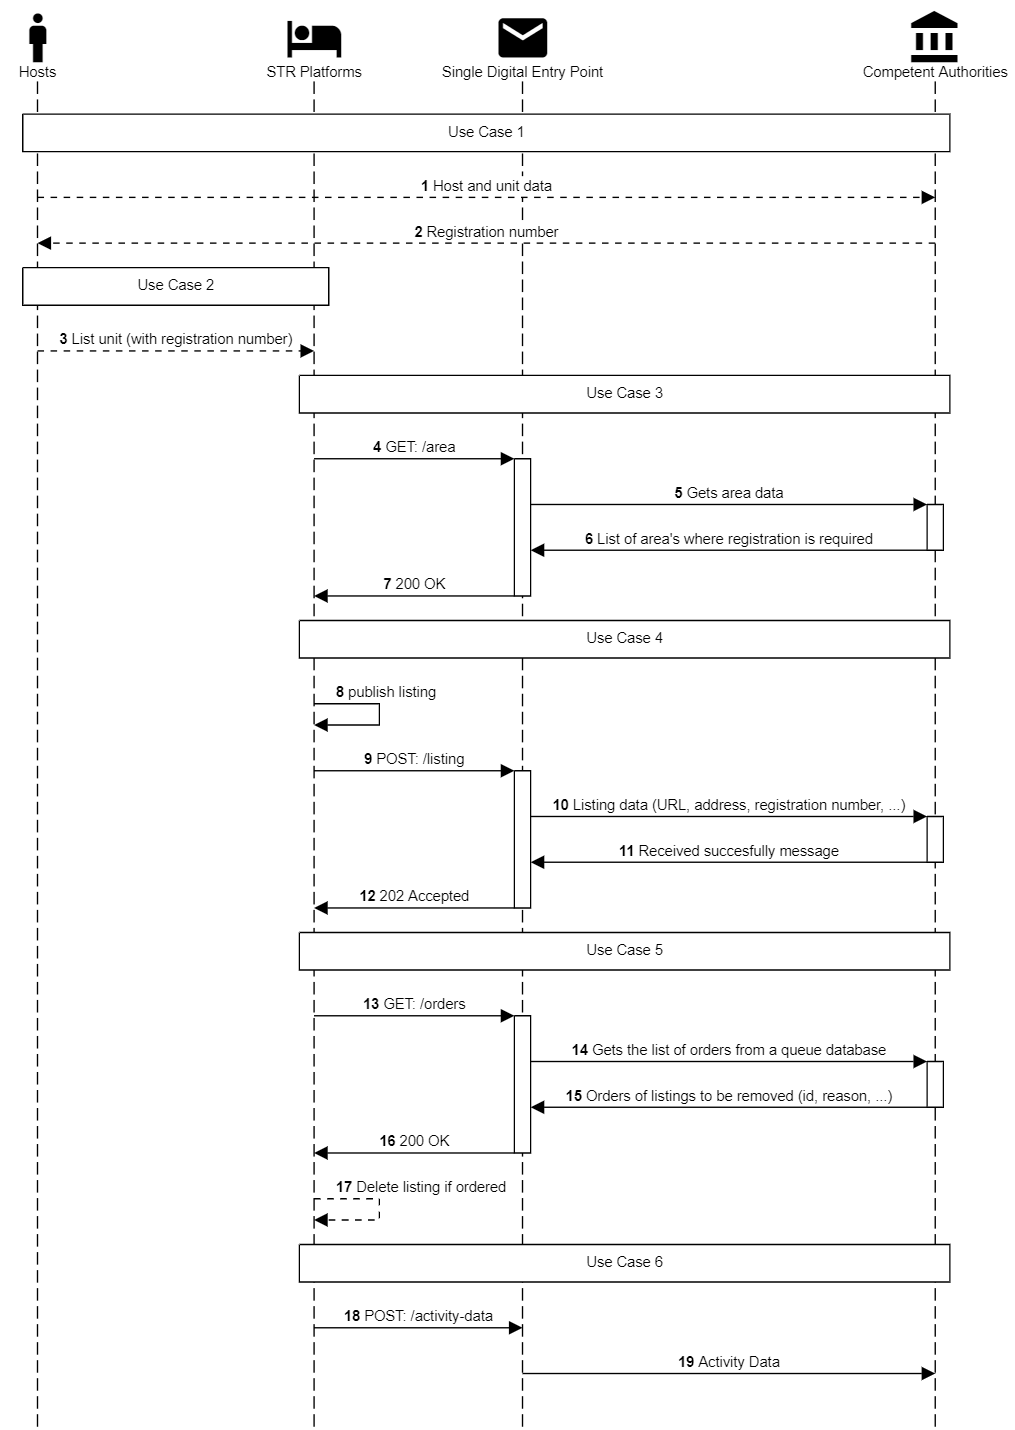 Hosts
STR Platforms
Single Digital Entry Point
Competent Authorities
Use Case 1
1 Host and unit data
2 Registration number
Use Case 2
3 List unit (with registration number)
Use Case 3
4 GET: /area
5 Gets area data
6 List of area's where registration is required
7 200 OK
Use Case 4
8 publish listing
9 POST: /listing
10 Listing data (URL, address, registration number, ...)
11 Received succesfully message
12 202 Accepted
Use Case 5
13 GET: /orders
14 Gets the list of orders from a queue database
15 Orders of listings to be removed (id, reason, ...)
16 200 OK
17 Delete listing if ordered
Use Case 6
18 POST: /activity-data
19 Activity Data